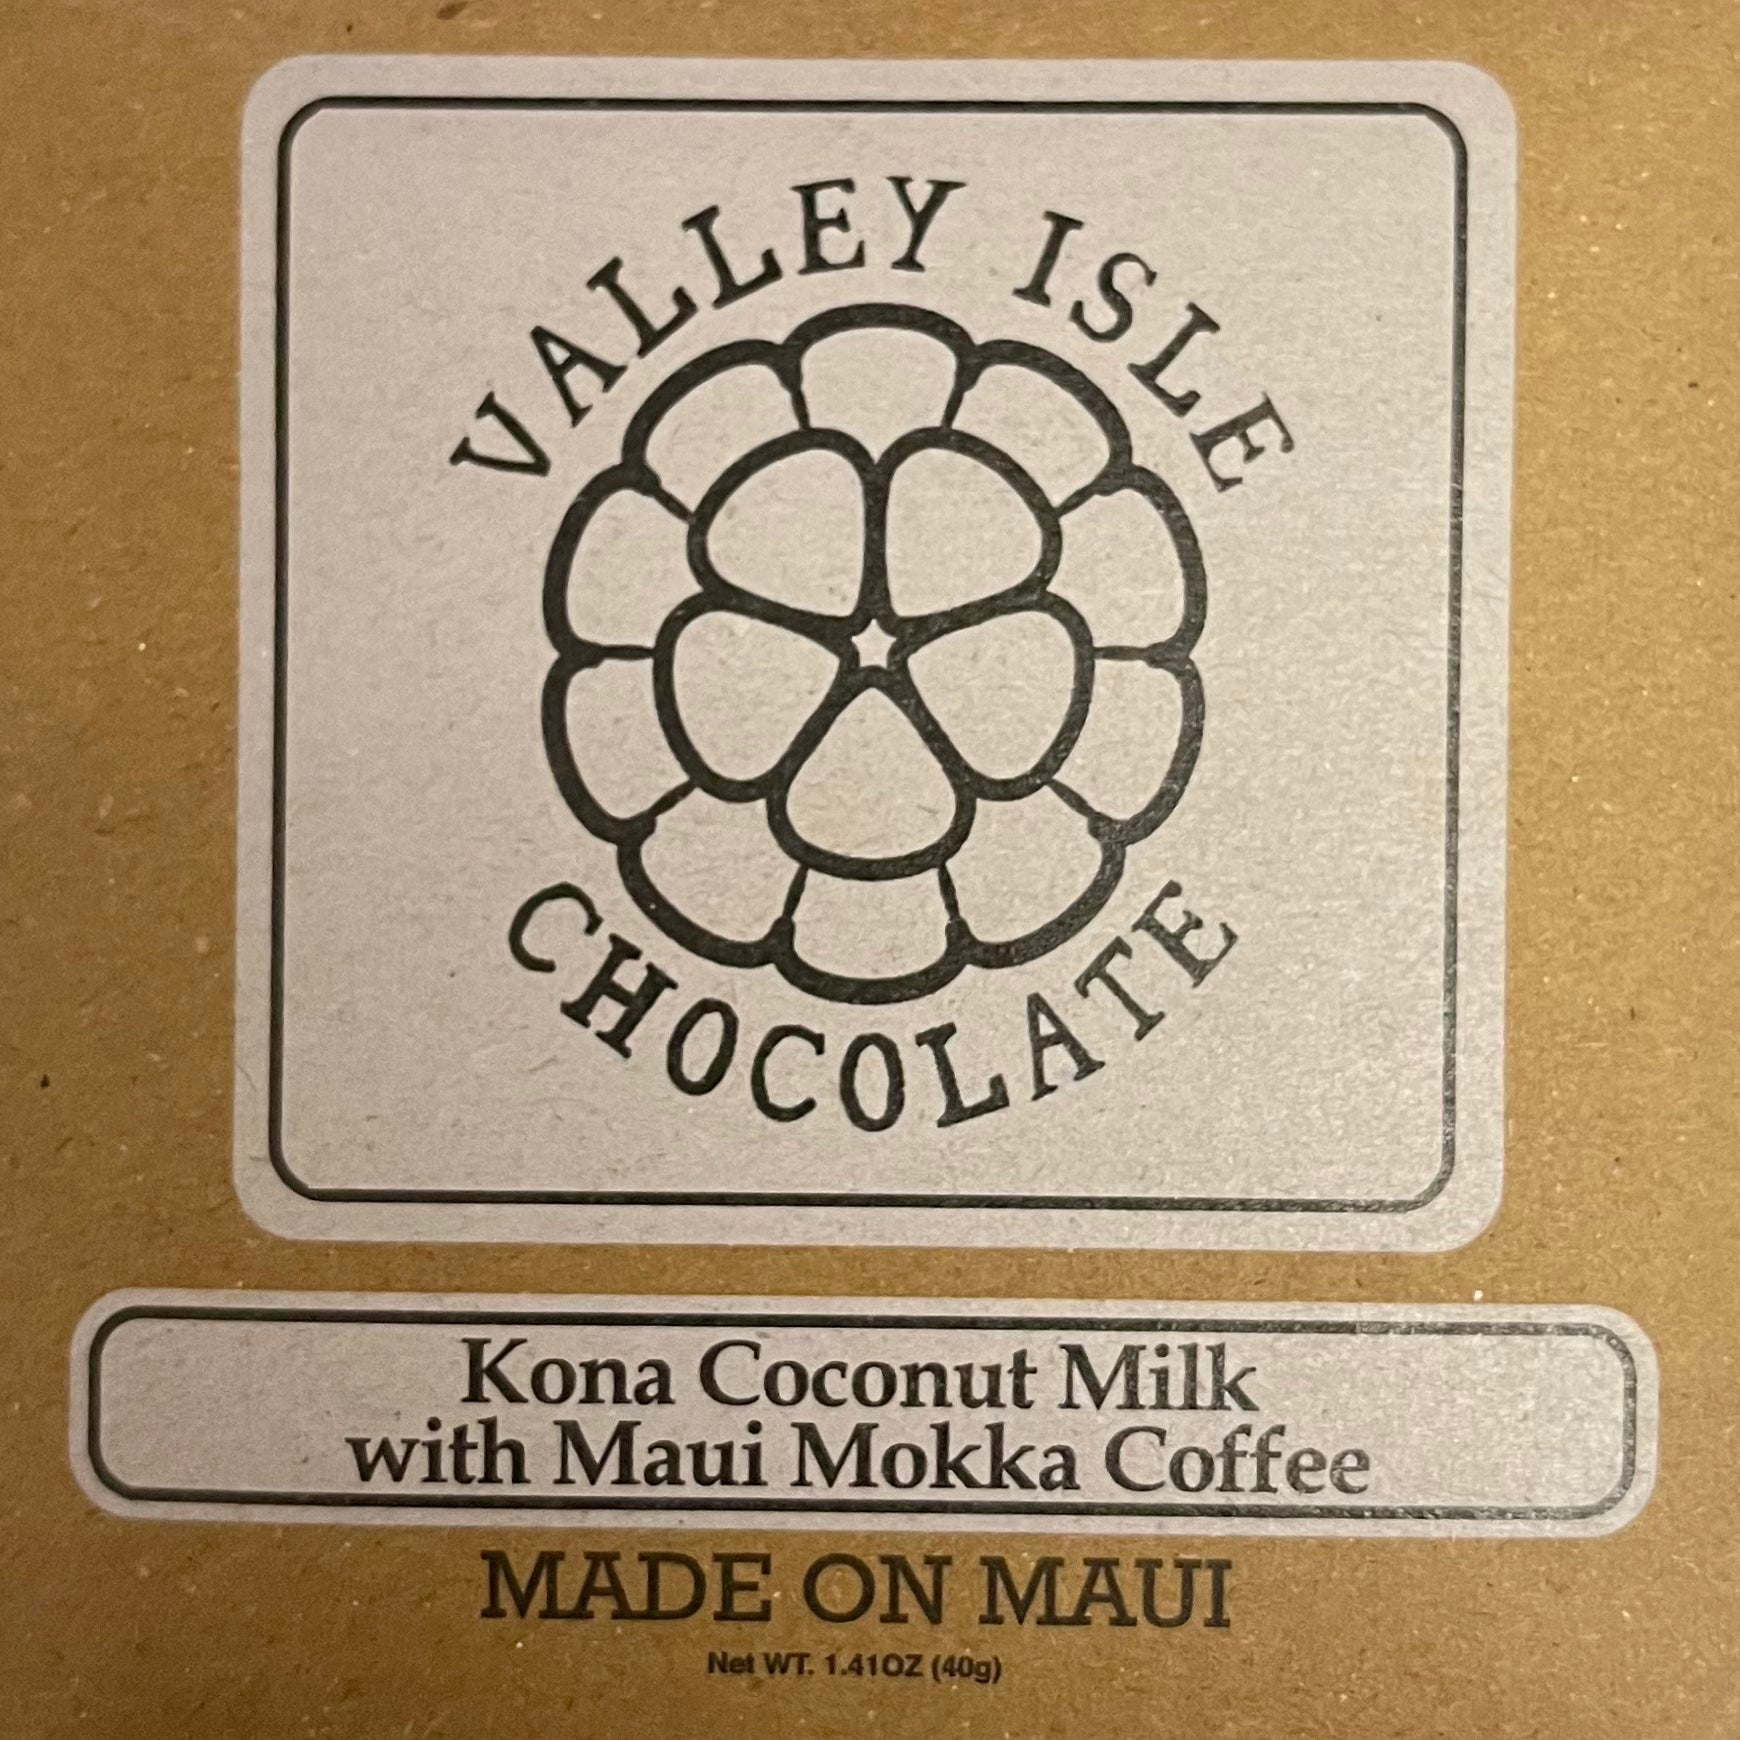 VALLEY ISLE
CHOCOLATE
Kona Coconut Milk
with Maui Mokka Coffee
MADE ON MAUI
Net WT. 1.41OZ (40g)